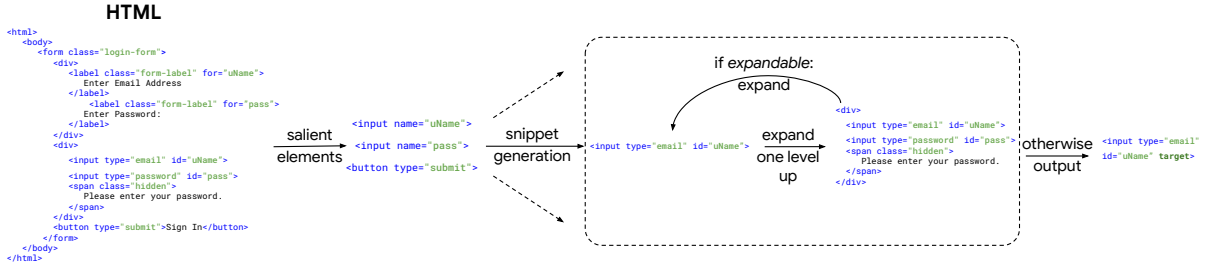 HTML
<html>
<body>
<form class="login-form">
<div>
<label class="form-label" for="uName">
Enter Email Address
</label>
<label class="form-label" for="pass">
Enter Password:
</label>
</div>
<div>
<input type="email" id="uName">
<input type="password" id="pass">
<span class="hidden">
Please enter your password.
</span>
</div>
<button type="submit">Sign In</button>
</form>
</body>
</html>
salient
elements
<input name="uName">
<input name="pass">
<button type="submit">
snippet
generation
if expandable:
expand
<input type="email" id="uName">
expand
one level
up
<div>
<input type="email" id="uName">
<input type="password" id="pass">
<span class="hidden">
Please enter your password.
</span>
</div>
otherwise
output
<input type="email"
id="uName" target>